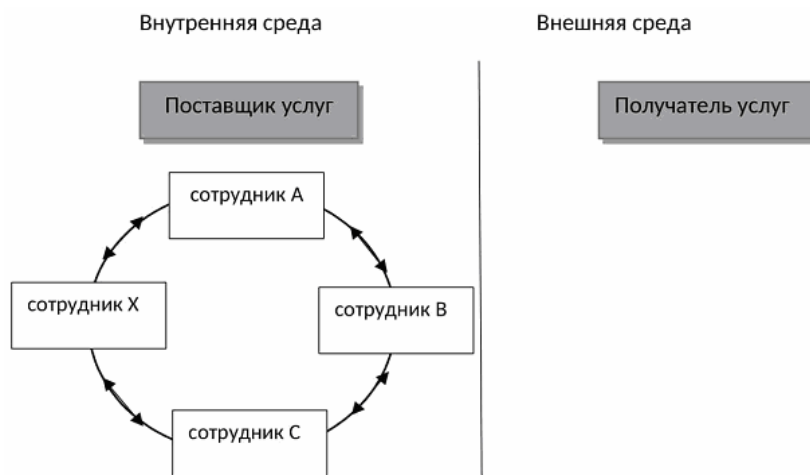 Внутренняя среда
Внешняя среда
Поставщик услуг
Получатель услуг
сотрудник А
сотрудник Х
сотрудник В
сотрудник С